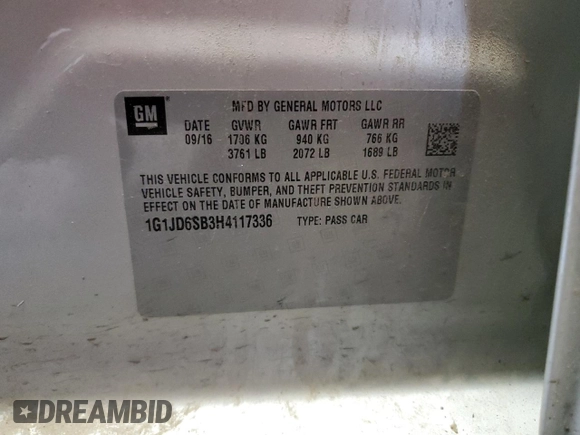 GM
MFD BY GENERAL MOTORS LLC
DATE GVWR GAWR FRT GAWR RR
09/16 1706 KG 940 KG 766 KG
3761 LB 2072 LB 1689 LB
THIS VEHICLE CONFORMS TO ALL APPLICABLE U.S. FEDERAL MOTOR
VEHICLE SAFETY, BUMPER, AND THEFT PREVENTION STANDARDS IN
EFFECT ON THE DATE OF MANUFACTURE SHOWN ABOVE.
1G1JD6SB3H4117336 TYPE: PASS CAR
DREAMBID